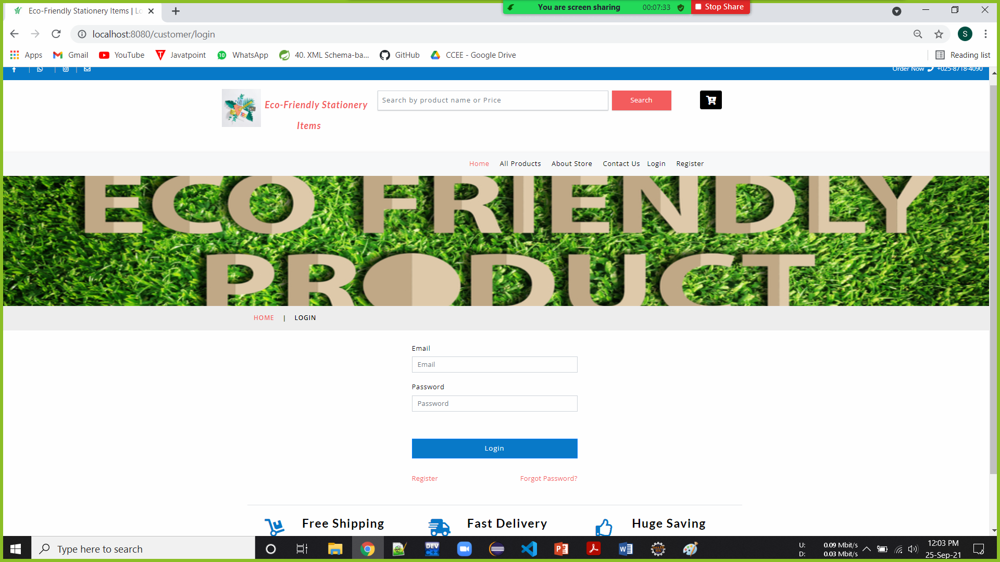 Eco-Friendly Stationery Items | Lo
You are screen sharing 00:07:33 Stop Share
localhost:8080/customer/login
S
Apps Gmail YouTube Javatpoint 10 WhatsApp 40. XML Schema-ba... GitHub CCEE - Google Drive Reading list
Order Now +025-8718-4090
Eco-Friendly Stationery
Items
Search by product name or Price
Search
Home All Products About Store Contact Us Login Register
ECO FRIENDLY
PRODUCT
HOME | LOGIN
Email
Email
Password
Password
Login
Register Forgot Password?
Free Shipping Fast Delivery Huge Saving
Type here to search
DEV
U: 0.09 Mbit/s
D: 0.03 Mbit/s
12:03 PM
25-Sep-21